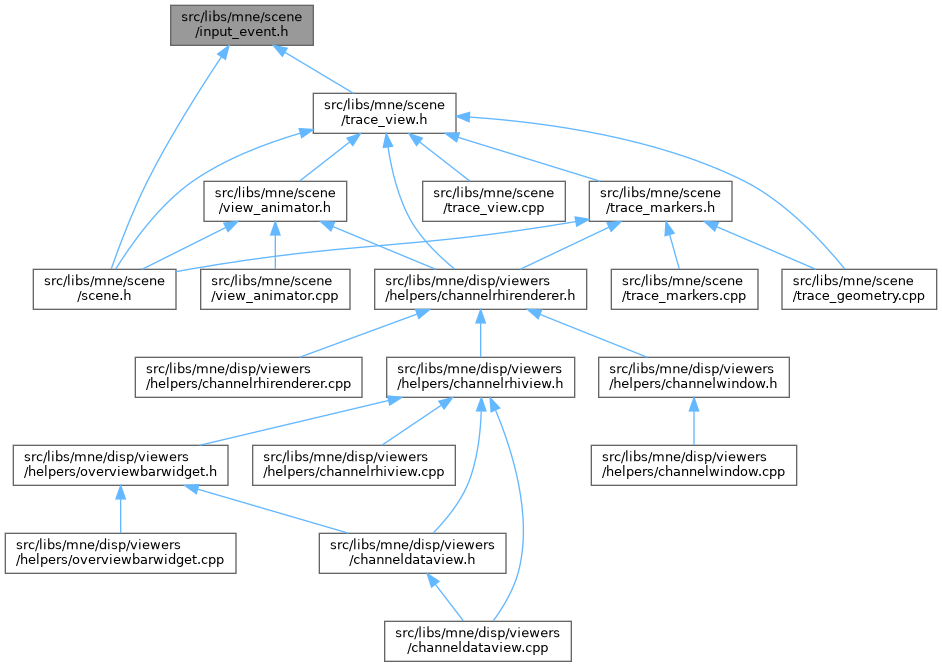 src/libs/mne/scene
/input_event.h
src/libs/mne/scene
/trace_view.h
src/libs/mne/scene
/view_animator.h
src/libs/mne/scene
/trace_view.cpp
src/libs/mne/scene
/trace_markers.h
src/libs/mne/scene
/scene.h
src/libs/mne/scene
/view_animator.cpp
src/libs/mne/disp/viewers
/helpers/channelrhirenderer.h
src/libs/mne/scene
/trace_markers.cpp
src/libs/mne/scene
/trace_geometry.cpp
src/libs/mne/disp/viewers
/helpers/channelrhirenderer.cpp
src/libs/mne/disp/viewers
/helpers/channelrhiview.h
src/libs/mne/disp/viewers
/helpers/channelwindow.h
src/libs/mne/disp/viewers
/helpers/overviewbarwidget.h
src/libs/mne/disp/viewers
/helpers/channelrhiview.cpp
src/libs/mne/disp/viewers
/helpers/channelwindow.cpp
src/libs/mne/disp/viewers
/helpers/overviewbarwidget.cpp
src/libs/mne/disp/viewers
/channeldataview.h
src/libs/mne/disp/viewers
/channeldataview.cpp